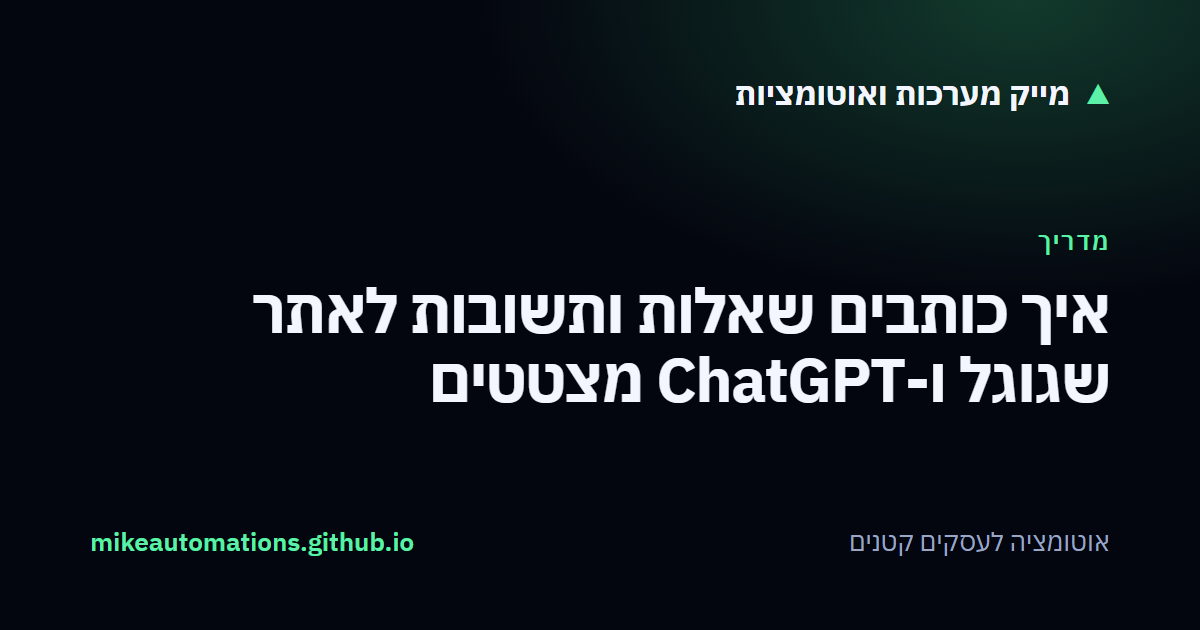 מייק מערכות ואוטומציות
מדריך
איך כותבים שאלות ותשובות לאתר
שגוגל ו-ChatGPT מצטטים
אוטומציה לעסקים קטנים
mikeautomations.github.io